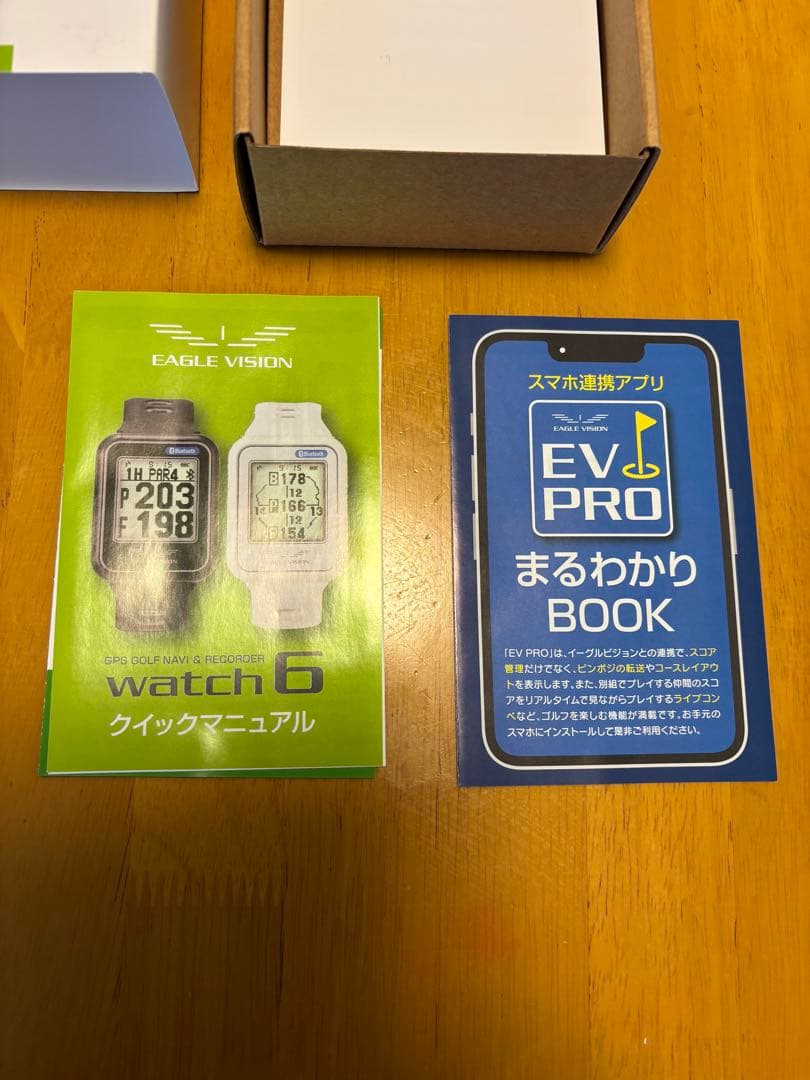 EAGLE VISION
Bluetooth
9:15
1H PAR4
P 203
F 198
Bluetooth
9:15
B 178
12
14 P 166 13
12
F 154
GPS GOLF NAVI & RECORDER
watch 6
クイックマニュアル
スマホ連携アプリ
EAGLE VISION
EV
PRO
まるわかり
BOOK
「EV PRO」は、イーグルビジョンとの連携で、スコア
管理だけでなく、ピンポジの転送やコースレイアウ
トを表示します。また、別組でプレイする仲間のスコ
アをリアルタイムで見ながらプレイするライブコン
ペなど、ゴルフを楽しむ機能が満載です。お手元の
スマホにインストールして是非ご利用ください。